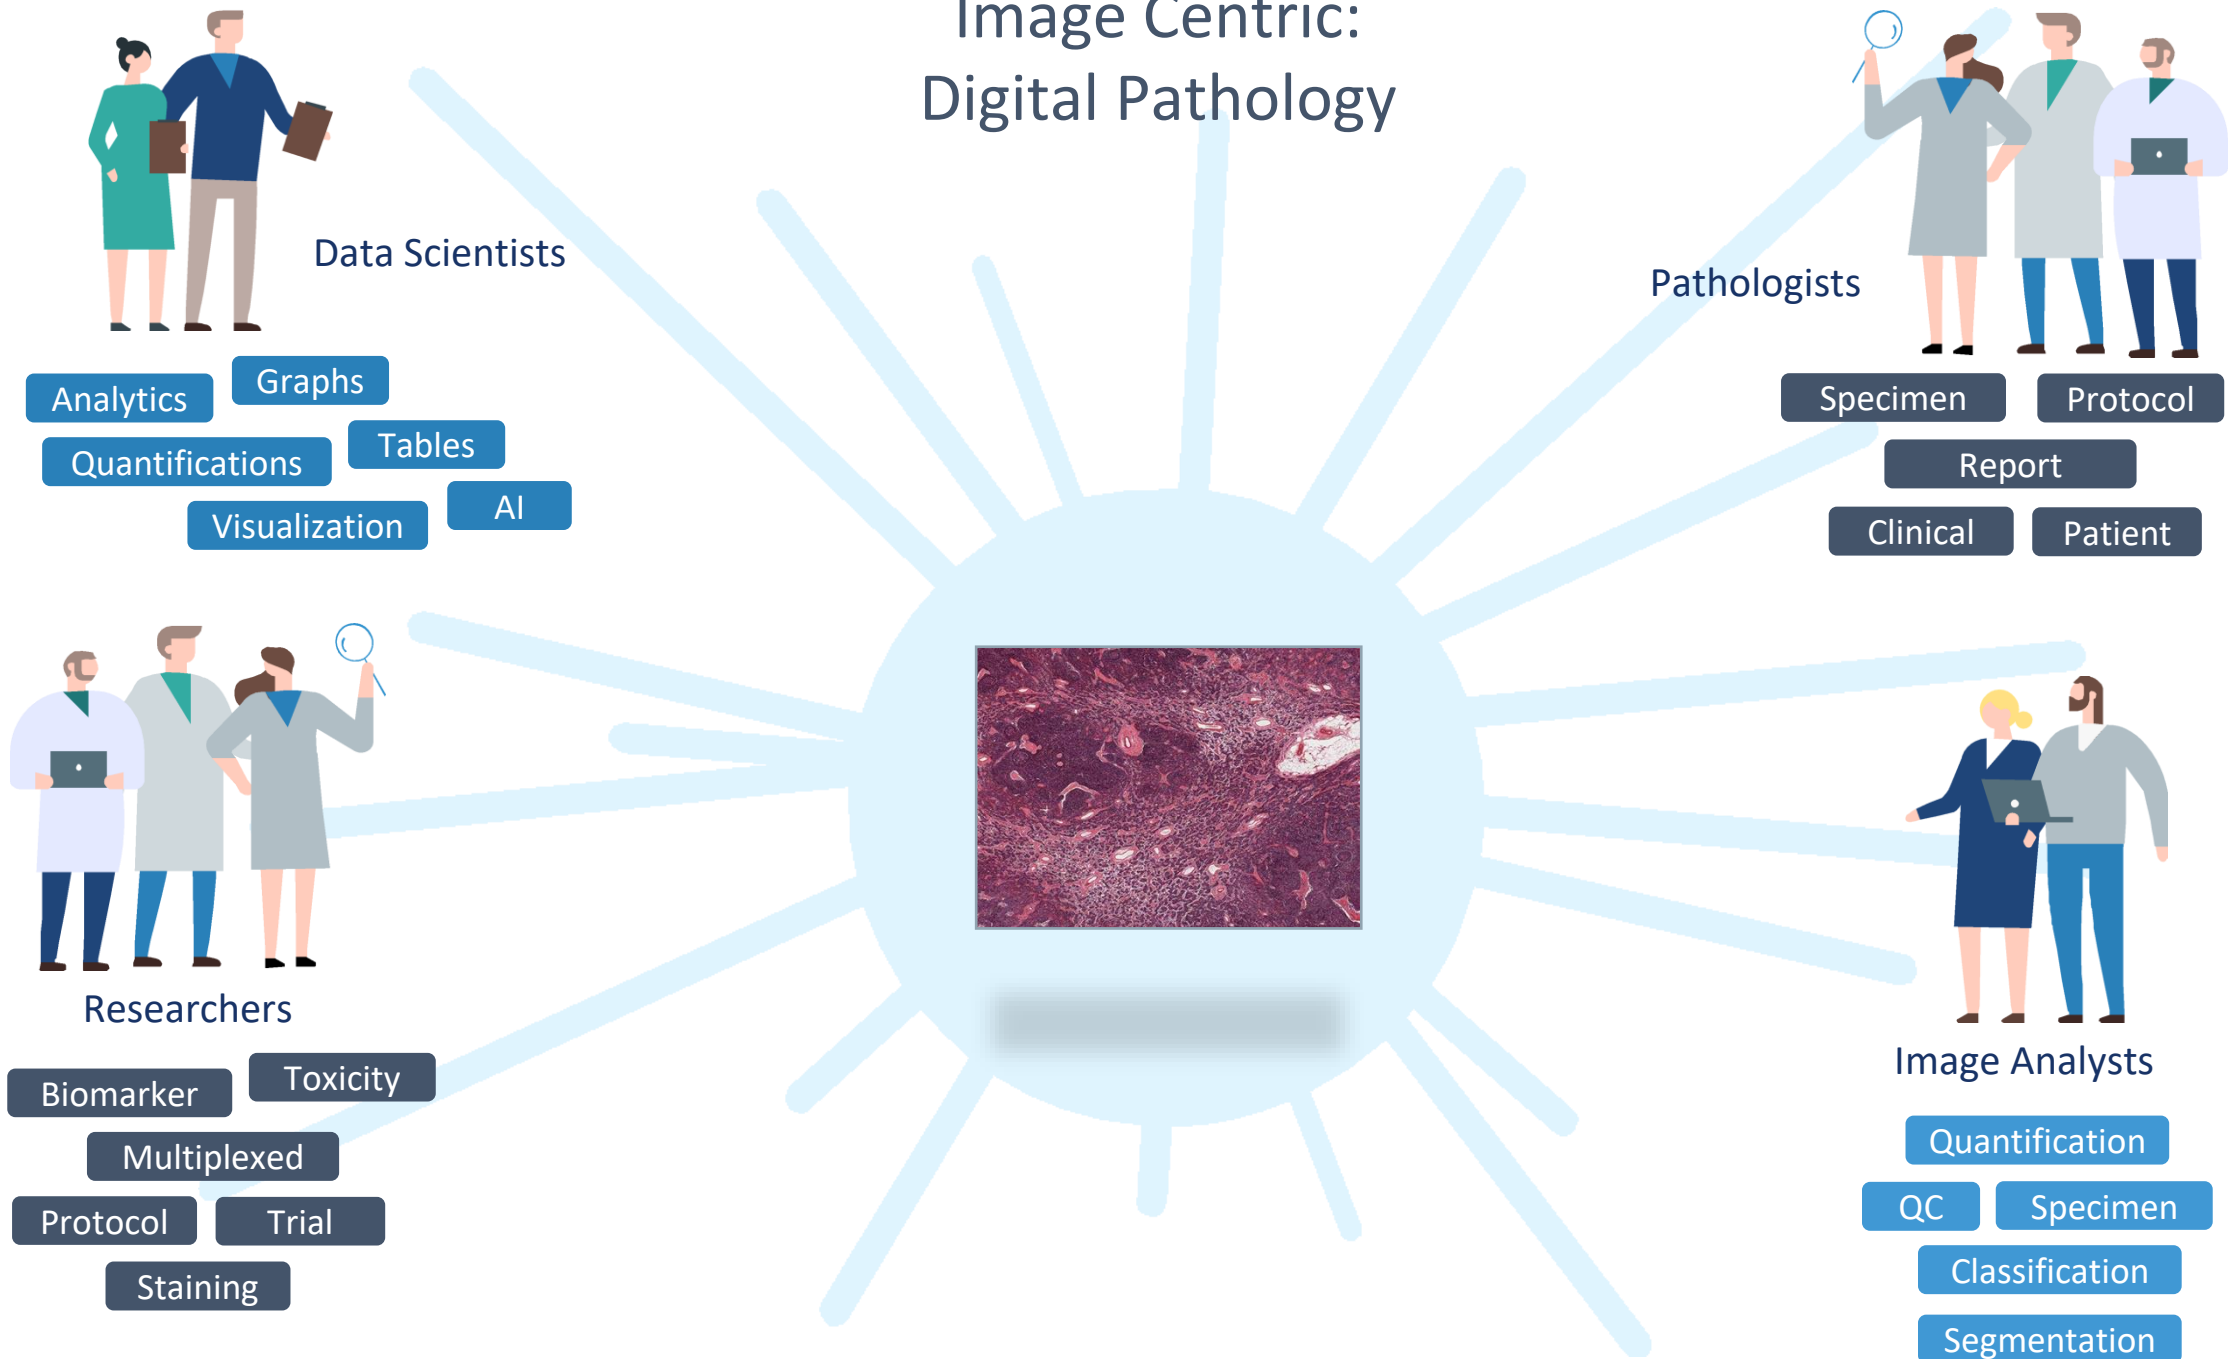 Image Centric:
Digital Pathology
Data Scientists
Analytics
Graphs
Quantifications
Tables
Visualization
AI
Pathologists
Specimen
Protocol
Report
Clinical
Patient
Researchers
Biomarker
Toxicity
Multiplexed
Protocol
Trial
Staining
Image Analysts
Quantification
QC
Specimen
Classification
Segmentation